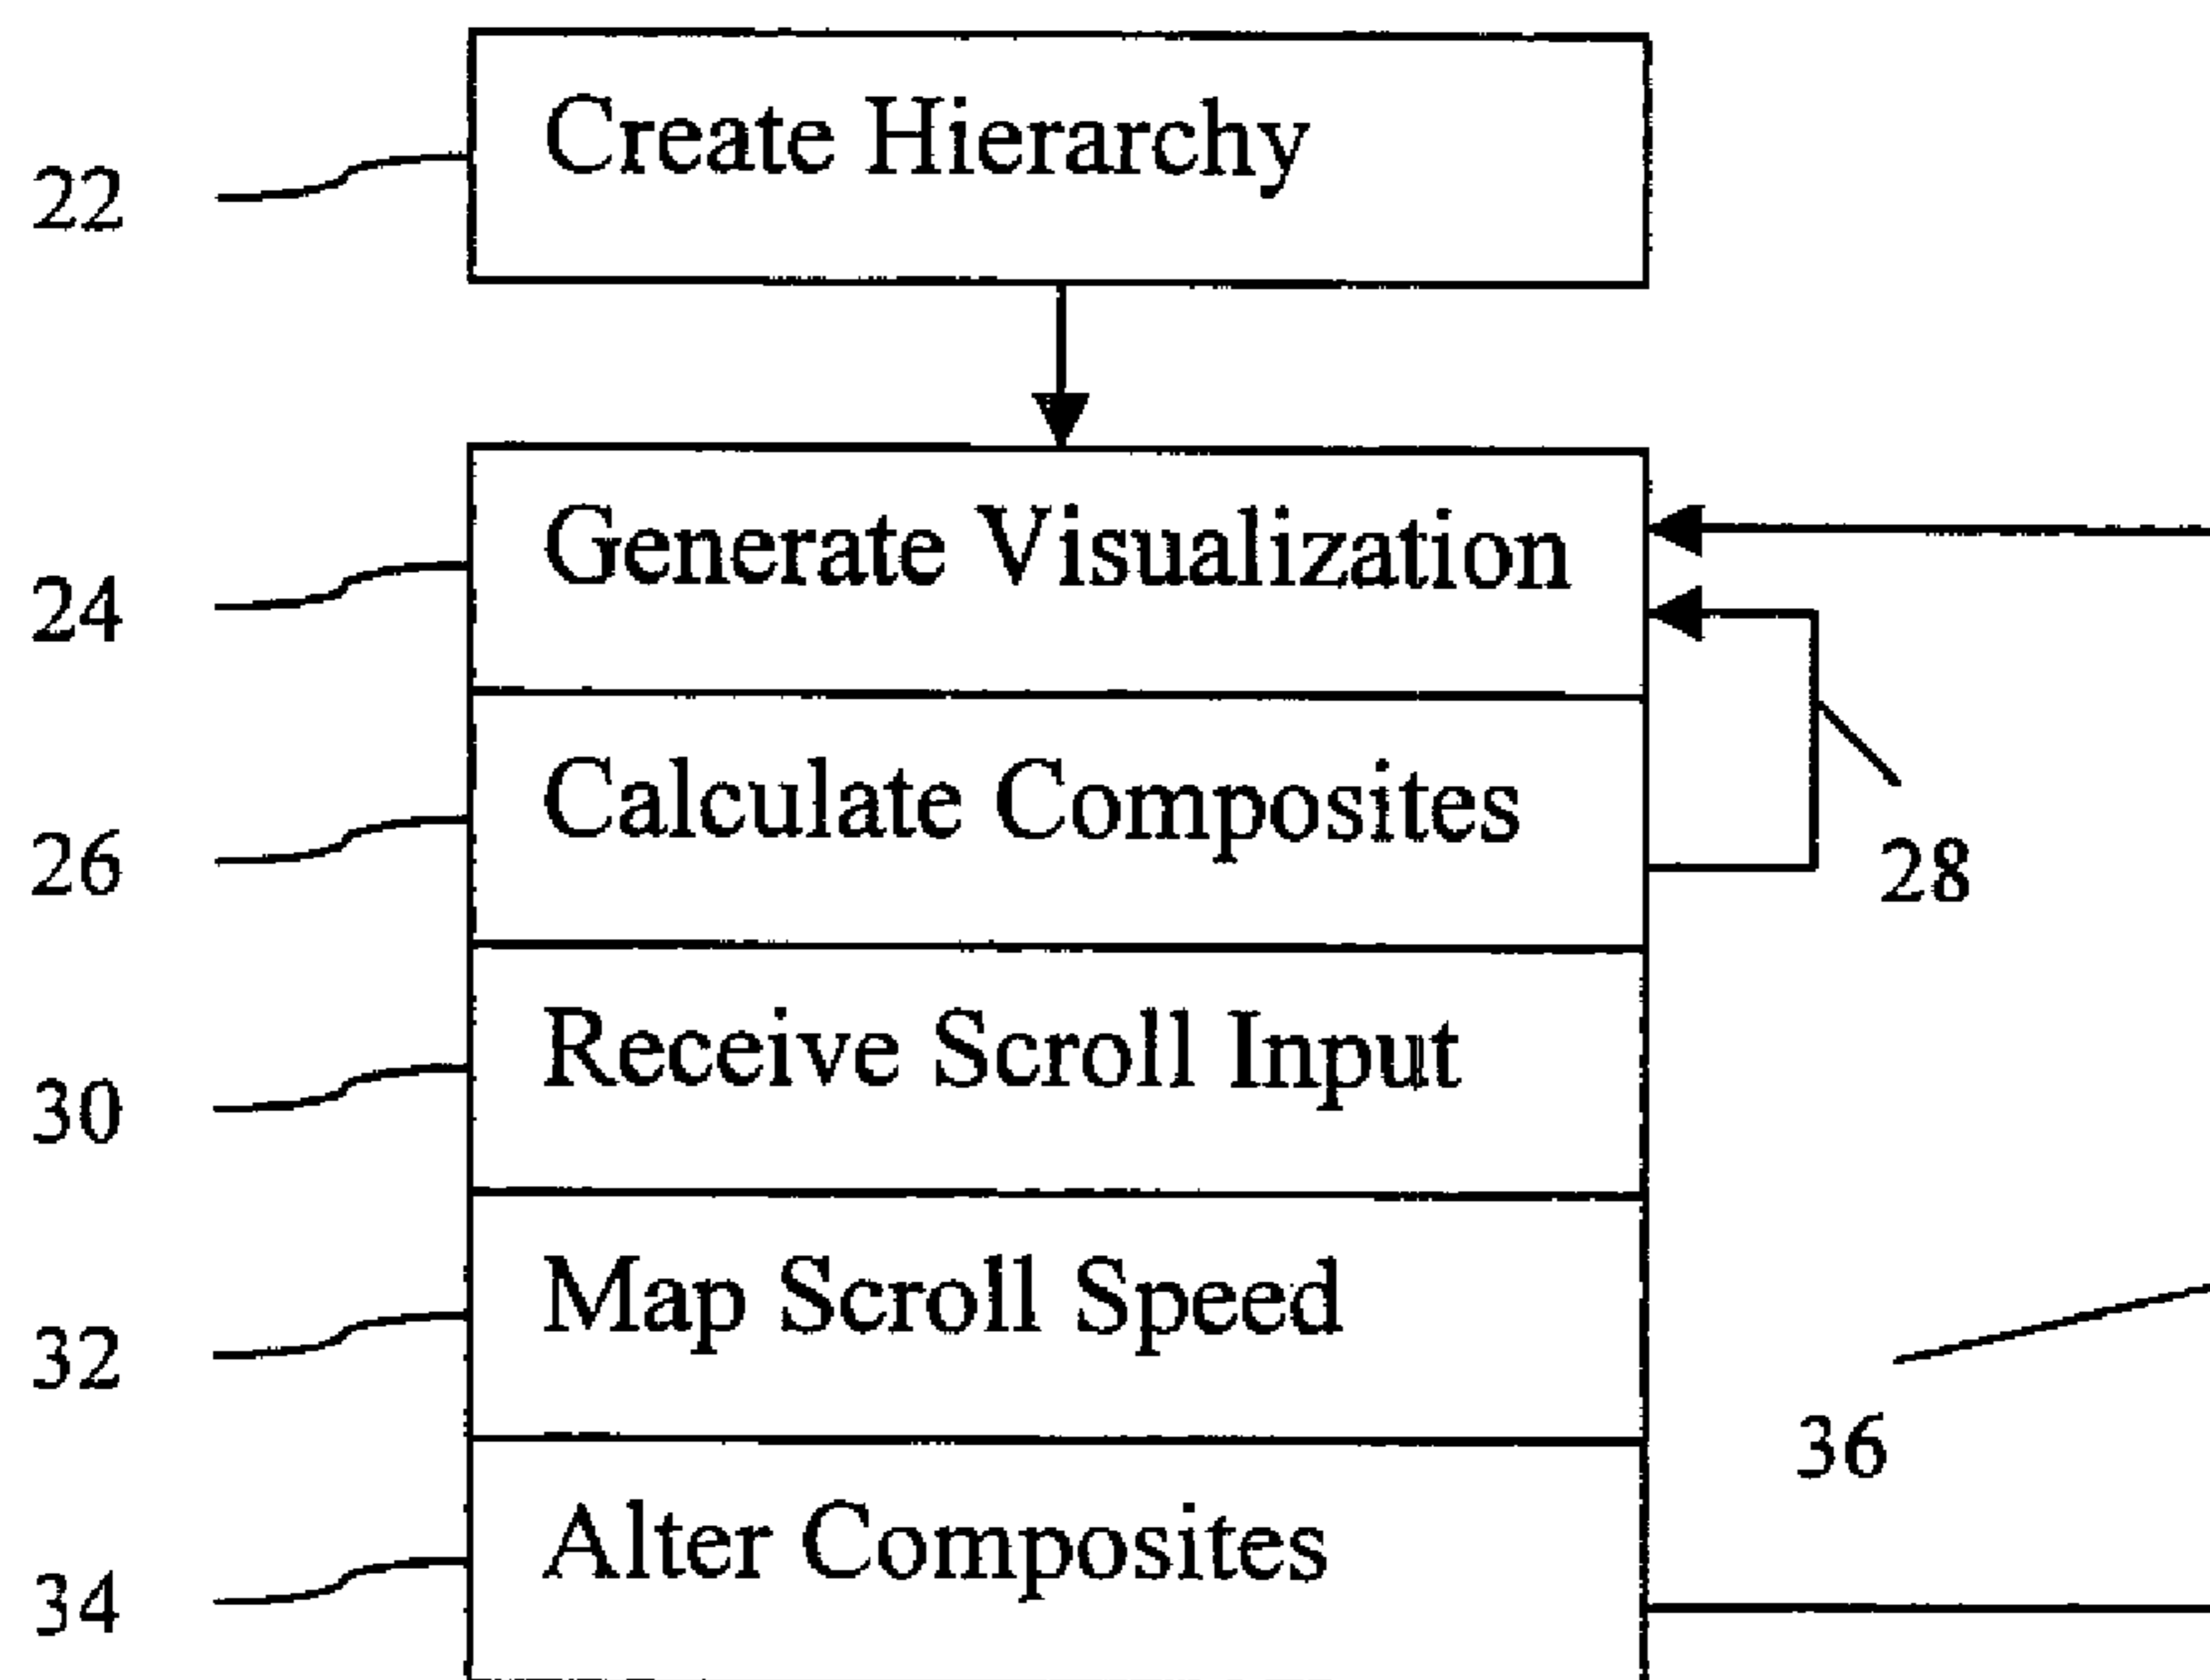 Create Hierarchy
22
Generate Visualization
24
Calculate Composites
26
28
Receive Scroll Input
30
Map Scroll Speed
32
36
Alter Composites
34